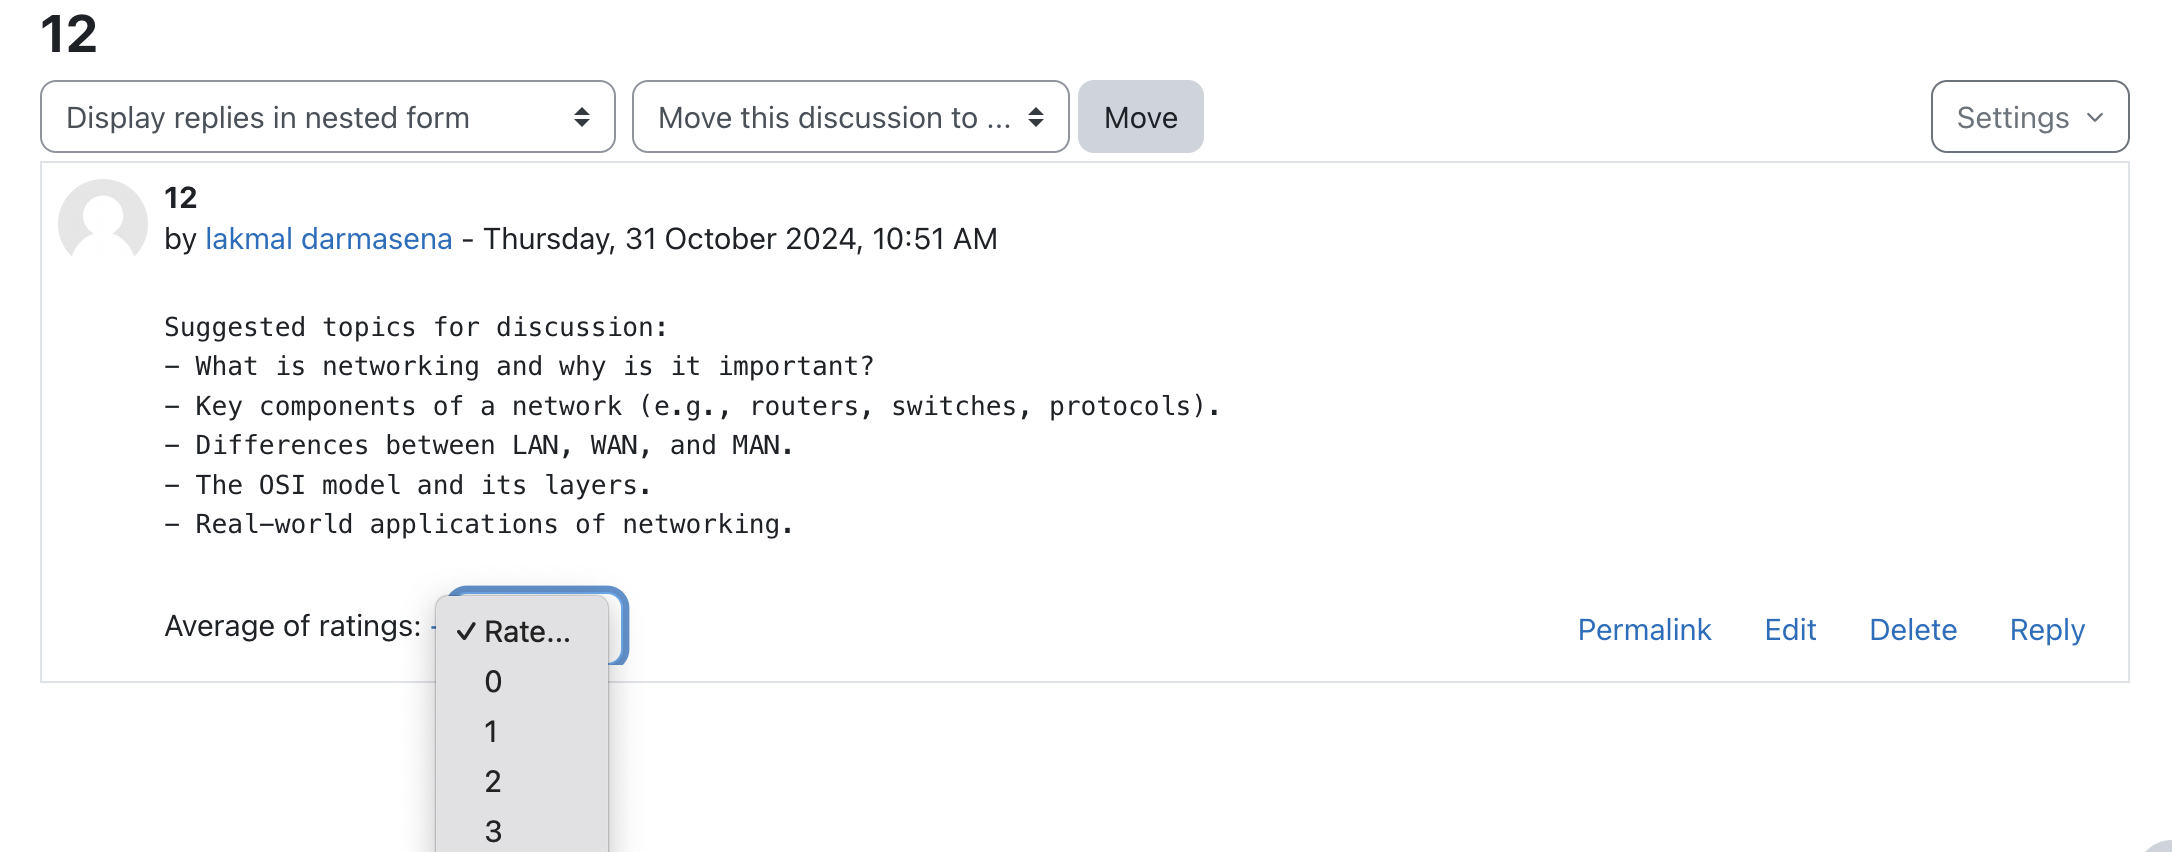 12
Display replies in nested form
Move this discussion to ...
Move
Settings
12
by lakmal darmasena - Thursday, 31 October 2024, 10:51 AM
Suggested topics for discussion:
- What is networking and why is it important?
- Key components of a network (e.g., routers, switches, protocols).
- Differences between LAN, WAN, and MAN.
- The OSI model and its layers.
- Real-world applications of networking.
Average of ratings: -
✓ Rate...
0
1
2
3
Permalink Edit Delete Reply